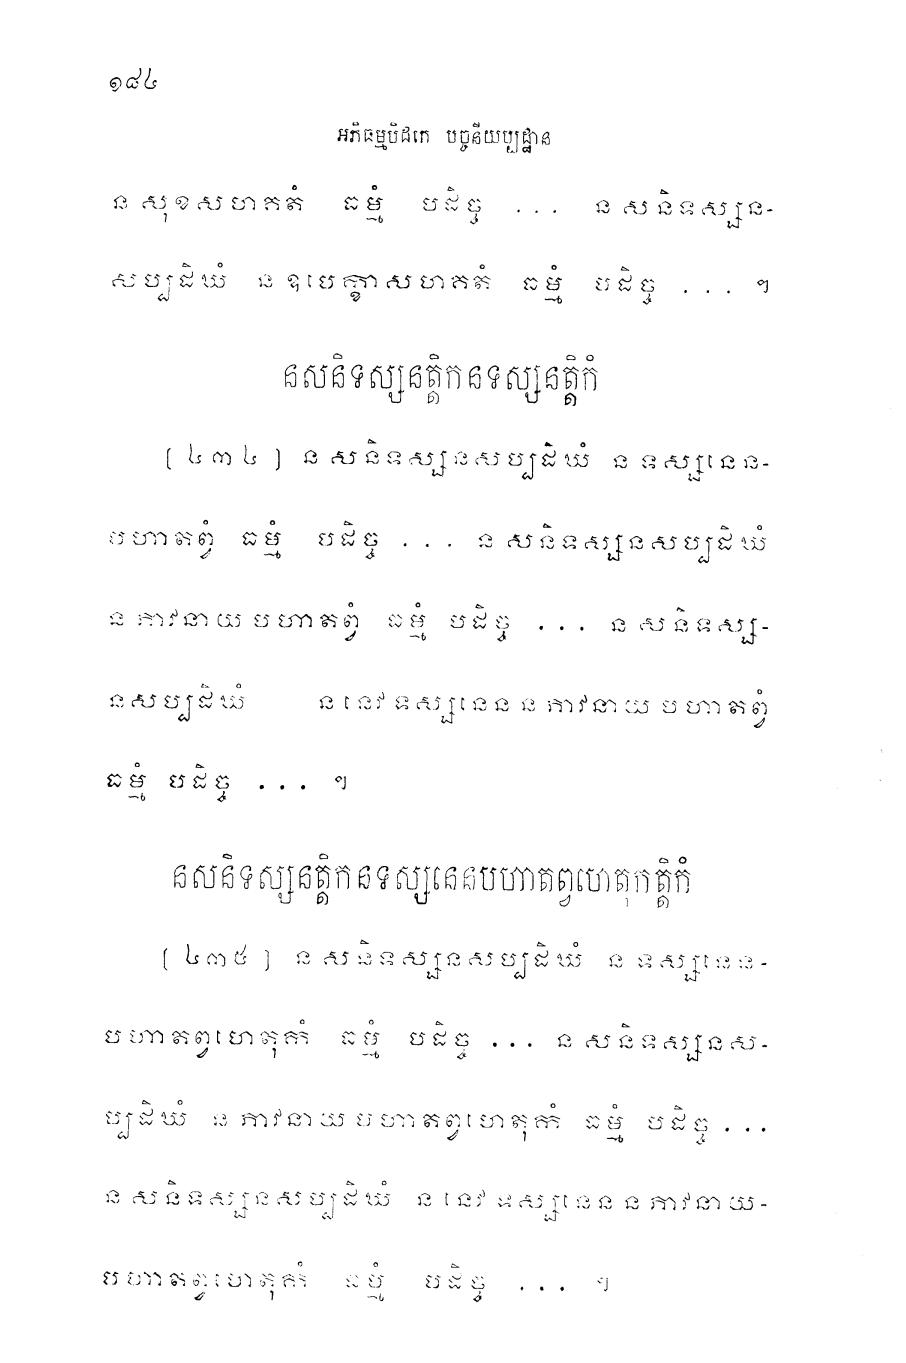 ១៨៤
អភិធម្មបិដកេ បច្ចនីយប្បដ្ឋាន
ន សុខសហគតំ ធម្មំ បដិច្ច ... ន សនិទស្សន-
សប្បដិឃំ ន ឧបេក្ខាសហគតំ ធម្មំ បដិច្ច ... ។
នសនិទស្សនត្តិកនទស្សនត្តិកំ
[៤៣៤] ន សនិទស្សនសប្បដិឃំ ន ទស្សនេន-
បហាតព្វំ ធម្មំ បដិច្ច ... ន សនិទស្សនសប្បដិឃំ
ន ភាវនាយ បហាតព្វំ ធម្មំ បដិច្ច ... ន សនិទស្ស-
នសប្បដិឃំ ន នេវ ទស្សនេន ន ភាវនាយ បហាតព្វំ
ធម្មំ បដិច្ច ... ។
នសនិទស្សនត្តិកនទស្សនេនបហាតព្វហេតុកត្តិកំ
[៤៣៥] ន សនិទស្សនសប្បដិឃំ ន ទស្សនេន-
បហាតព្វហេតុកំ ធម្មំ បដិច្ច ... ន សនិទស្សនស-
ប្បដិឃំ ន ភាវនាយ បហាតព្វហេតុកំ ធម្មំ បដិច្ច ...
ន សនិទស្សនសប្បដិឃំ ន នេវ ទស្សនេន ន ភាវនាយ-
បហាតព្វហេតុកំ ធម្មំ បដិច្ច ... ។